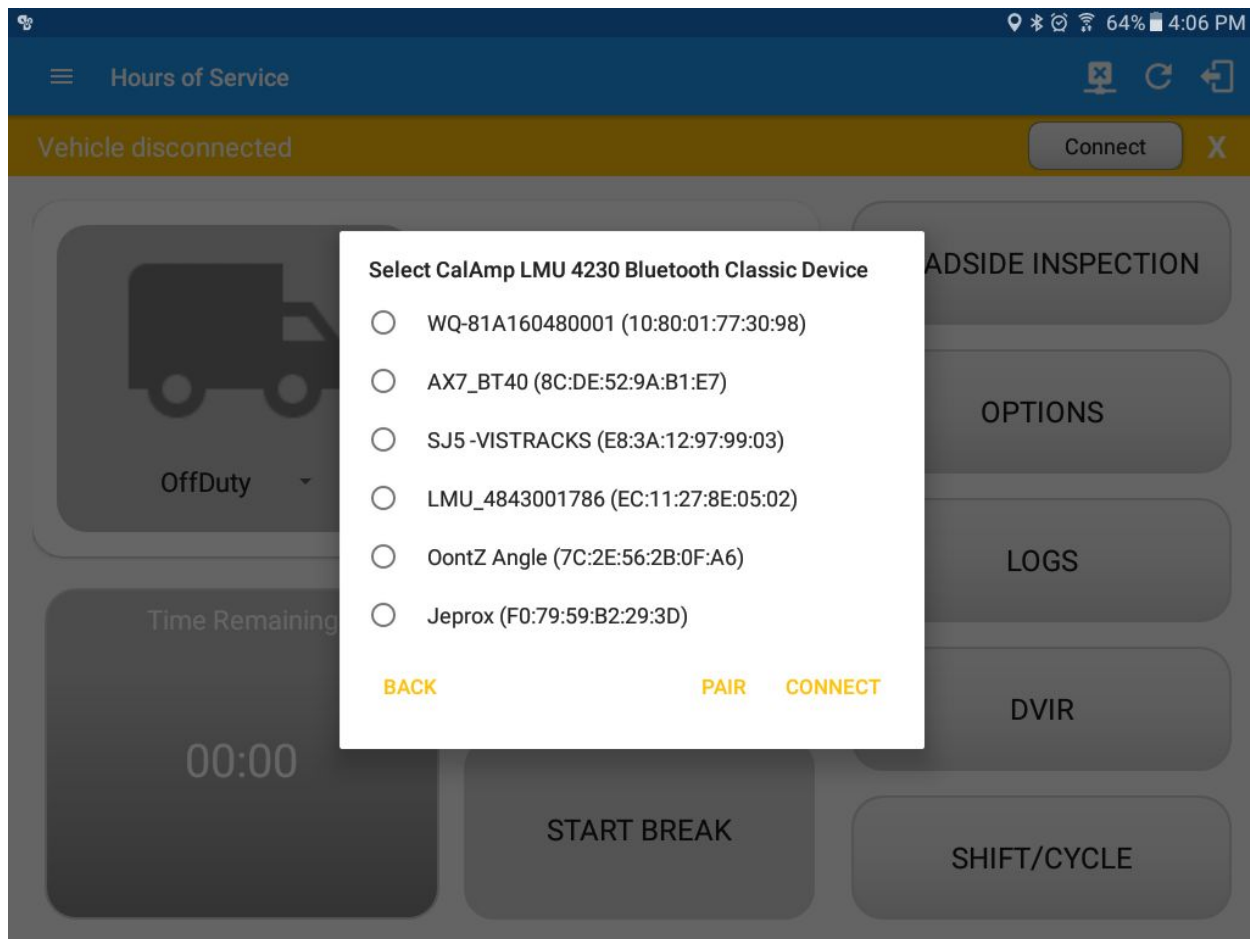 64% 4:06 PM
Hours of Service
Vehicle disconnected
Connect
X
Select CalAmp LMU 4230 Bluetooth Classic Device
WQ-81A160480001 (10:80:01:77:30:98)
AX7_BT40 (8C:DE:52:9A:B1:E7)
SJ5 -VISTRACKS (E8:3A:12:97:99:03)
LMU_4843001786 (EC:11:27:8E:05:02)
OontZ Angle (7C:2E:56:2B:0F:A6)
Jeprox (F0:79:59:B2:29:3D)
BACK
PAIR
CONNECT
OffDuty
Time Remaining
00:00
START BREAK
ADSIDE INSPECTION
OPTIONS
LOGS
DVIR
SHIFT/CYCLE